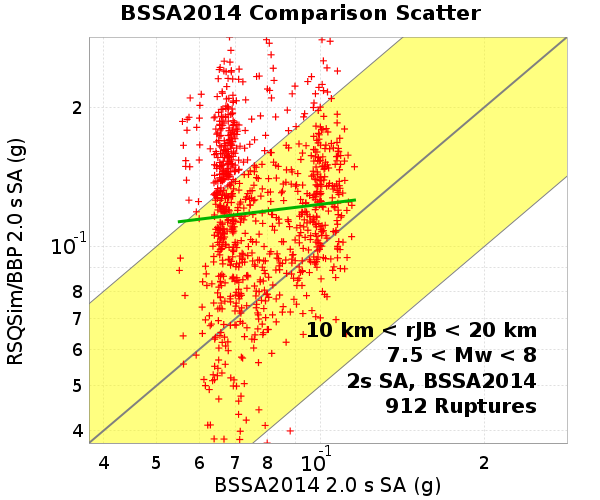 BSSA2014 Comparison Scatter
RSQSim/BBP 2.0 s SA (g)
2
10-1
8
7
6
5
4
10 km < rJB < 20 km
7.5 < Mw < 8
2s SA, BSSA2014
912 Ruptures
4 5 6 7 8 10-1 2
BSSA2014 2.0 s SA (g)